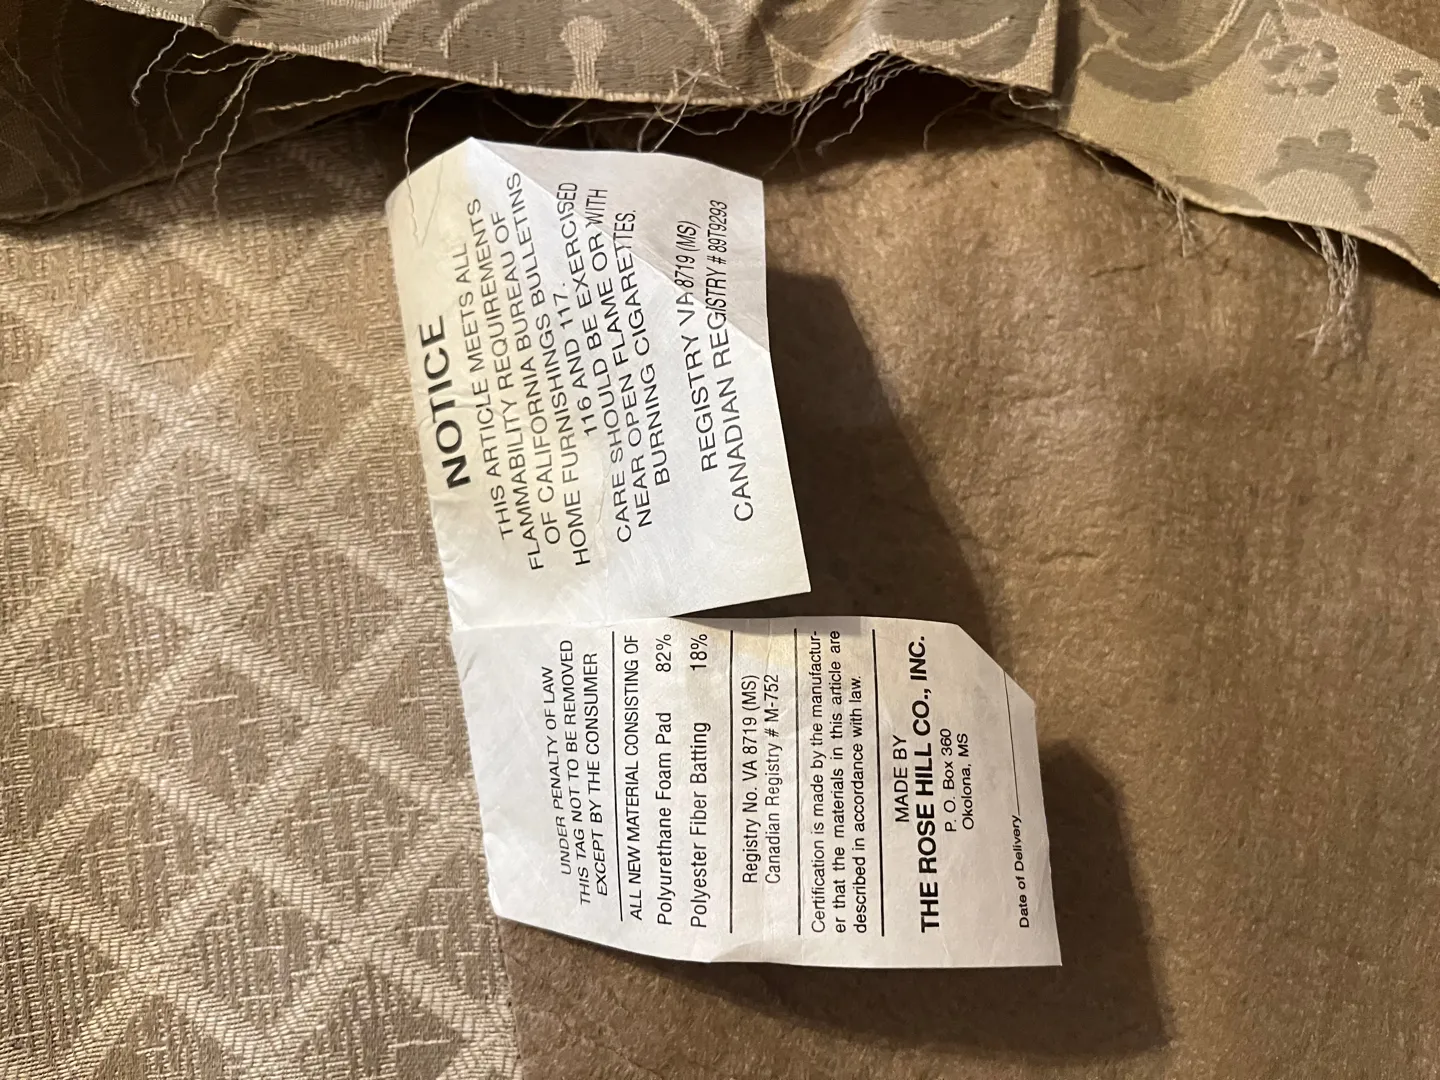 NOTICE
THIS ARTICLE MEETS ALL
FLAMMABILITY REQUIREMENTS
OF CALIFORNIA BUREAU OF
HOME FURNISHINGS BULLETINS
116 AND 117.
CARE SHOULD BE EXERCISED
NEAR OPEN FLAME OR WITH
BURNING CIGARETTES.
REGISTRY VA 8719 (MS)
CANADIAN REGISTRY # 89T9293
UNDER PENALTY OF LAW
THIS TAG NOT TO BE REMOVED
EXCEPT BY THE CONSUMER
ALL NEW MATERIAL CONSISTING OF
Polyurethane Foam Pad 82%
Polyester Fiber Batting 18%
Registry No. VA 8719 (MS)
Canadian Registry # M-752
Certification is made by the manufactur-
er that the materials in this article are
described in accordance with law.
MADE BY
THE ROSE HILL CO., INC.
P. O. Box 360
Okolona, MS
Date of Delivery